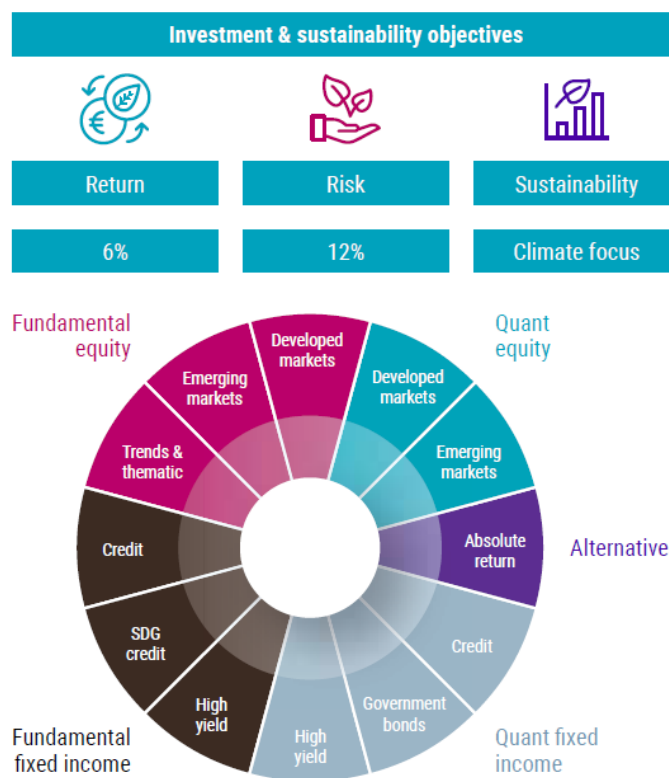 Investment & sustainability objectives
€
Return
Risk
Sustainability
6%
12%
Climate focus
Fundamental
equity
Quant
equity
Developed
markets
Developed
markets
Emerging
markets
Emerging
markets
Trends &
thematic
Credit
Absolute
return
Alternative
SDG
credit
Credit
High
yield
High
yield
Government
bonds
Fundamental
fixed income
Quant fixed
income